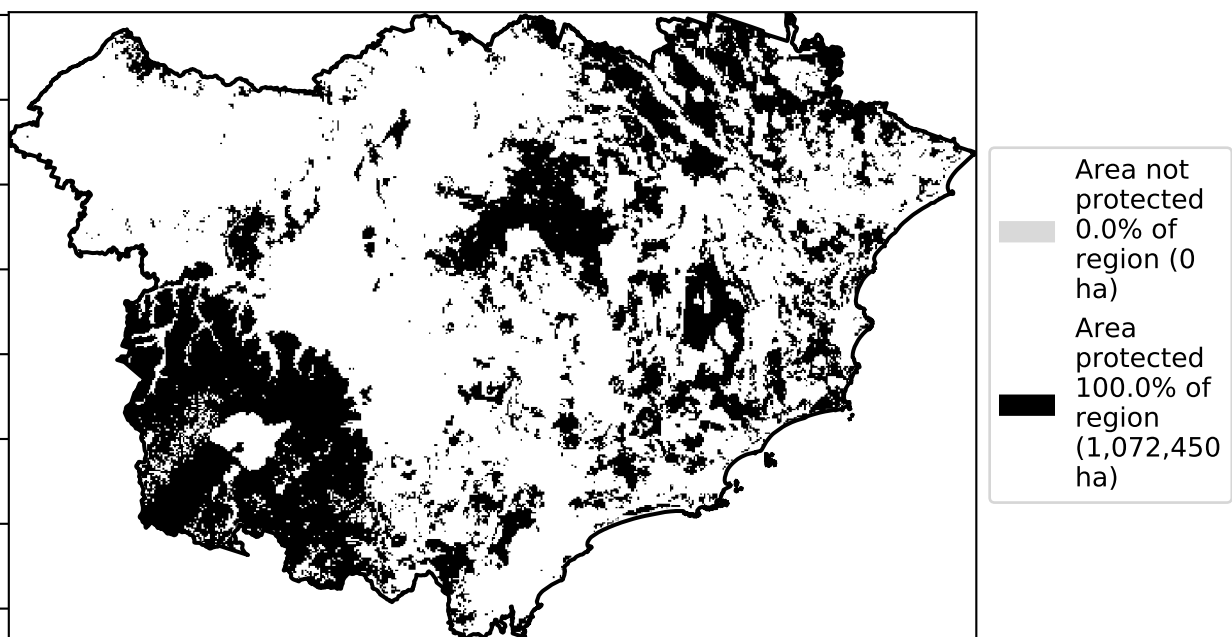 Area not
protected
0.0% of
region (0
ha)
Area
protected
100.0% of
region
(1,072,450
ha)